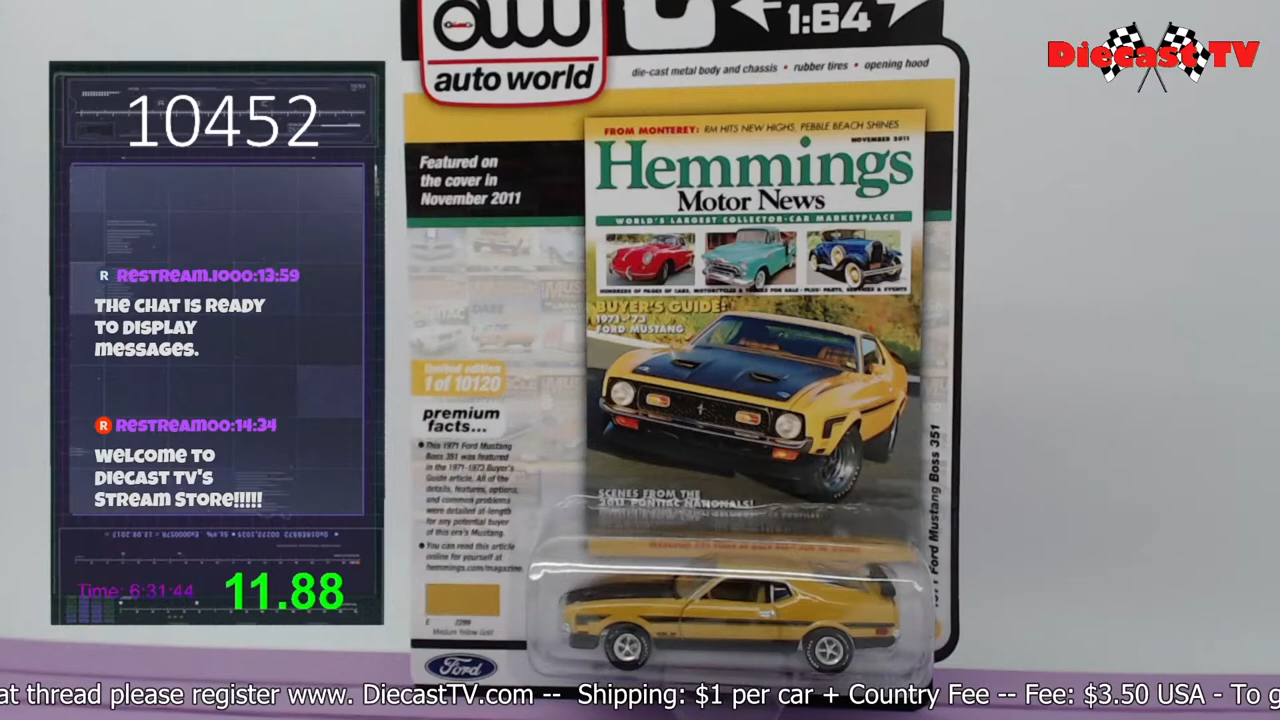 auto world
1:64
die-cast metal body and chassis • rubber tires • opening hood
Diecast TV
10452
FROM MONTEREY: RM HITS NEW HIGHS, PEBBLE BEACH SHINES
NOVEMBER 2011
Hemmings
Motor News
WORLD'S LARGEST COLLECTOR-CAR MARKETPLACE
Featured on
the cover in
November 2011
BUYER'S GUIDE:
1971-'73
FORD MUSTANG
R Restream.io00:13:59
The chat is ready
to display
messages.
R Restream00:14:34
Welcome to
Diecast TV's
Stream Store!!!!!
limited edition
1 of 10120
premium
facts...
• This 1971 Ford Mustang
Boss 351 was featured
in the 1971-1973 Buyer's
Guide article. All of the
details, features, options,
and common problems
were detailed at-length
for any potential buyer
of this era's Mustang.
• You can read this article
online for yourself at
hemmings.com/magazine
SCENES FROM THE
Medium Yellow Gold
Ford
1971 Ford Mustang Boss 351
Time: 6:31:44
11.88
at thread please register www. DiecastTV.com -- Shipping: $1 per car + Country Fee -- Fee: $3.50 USA - To g